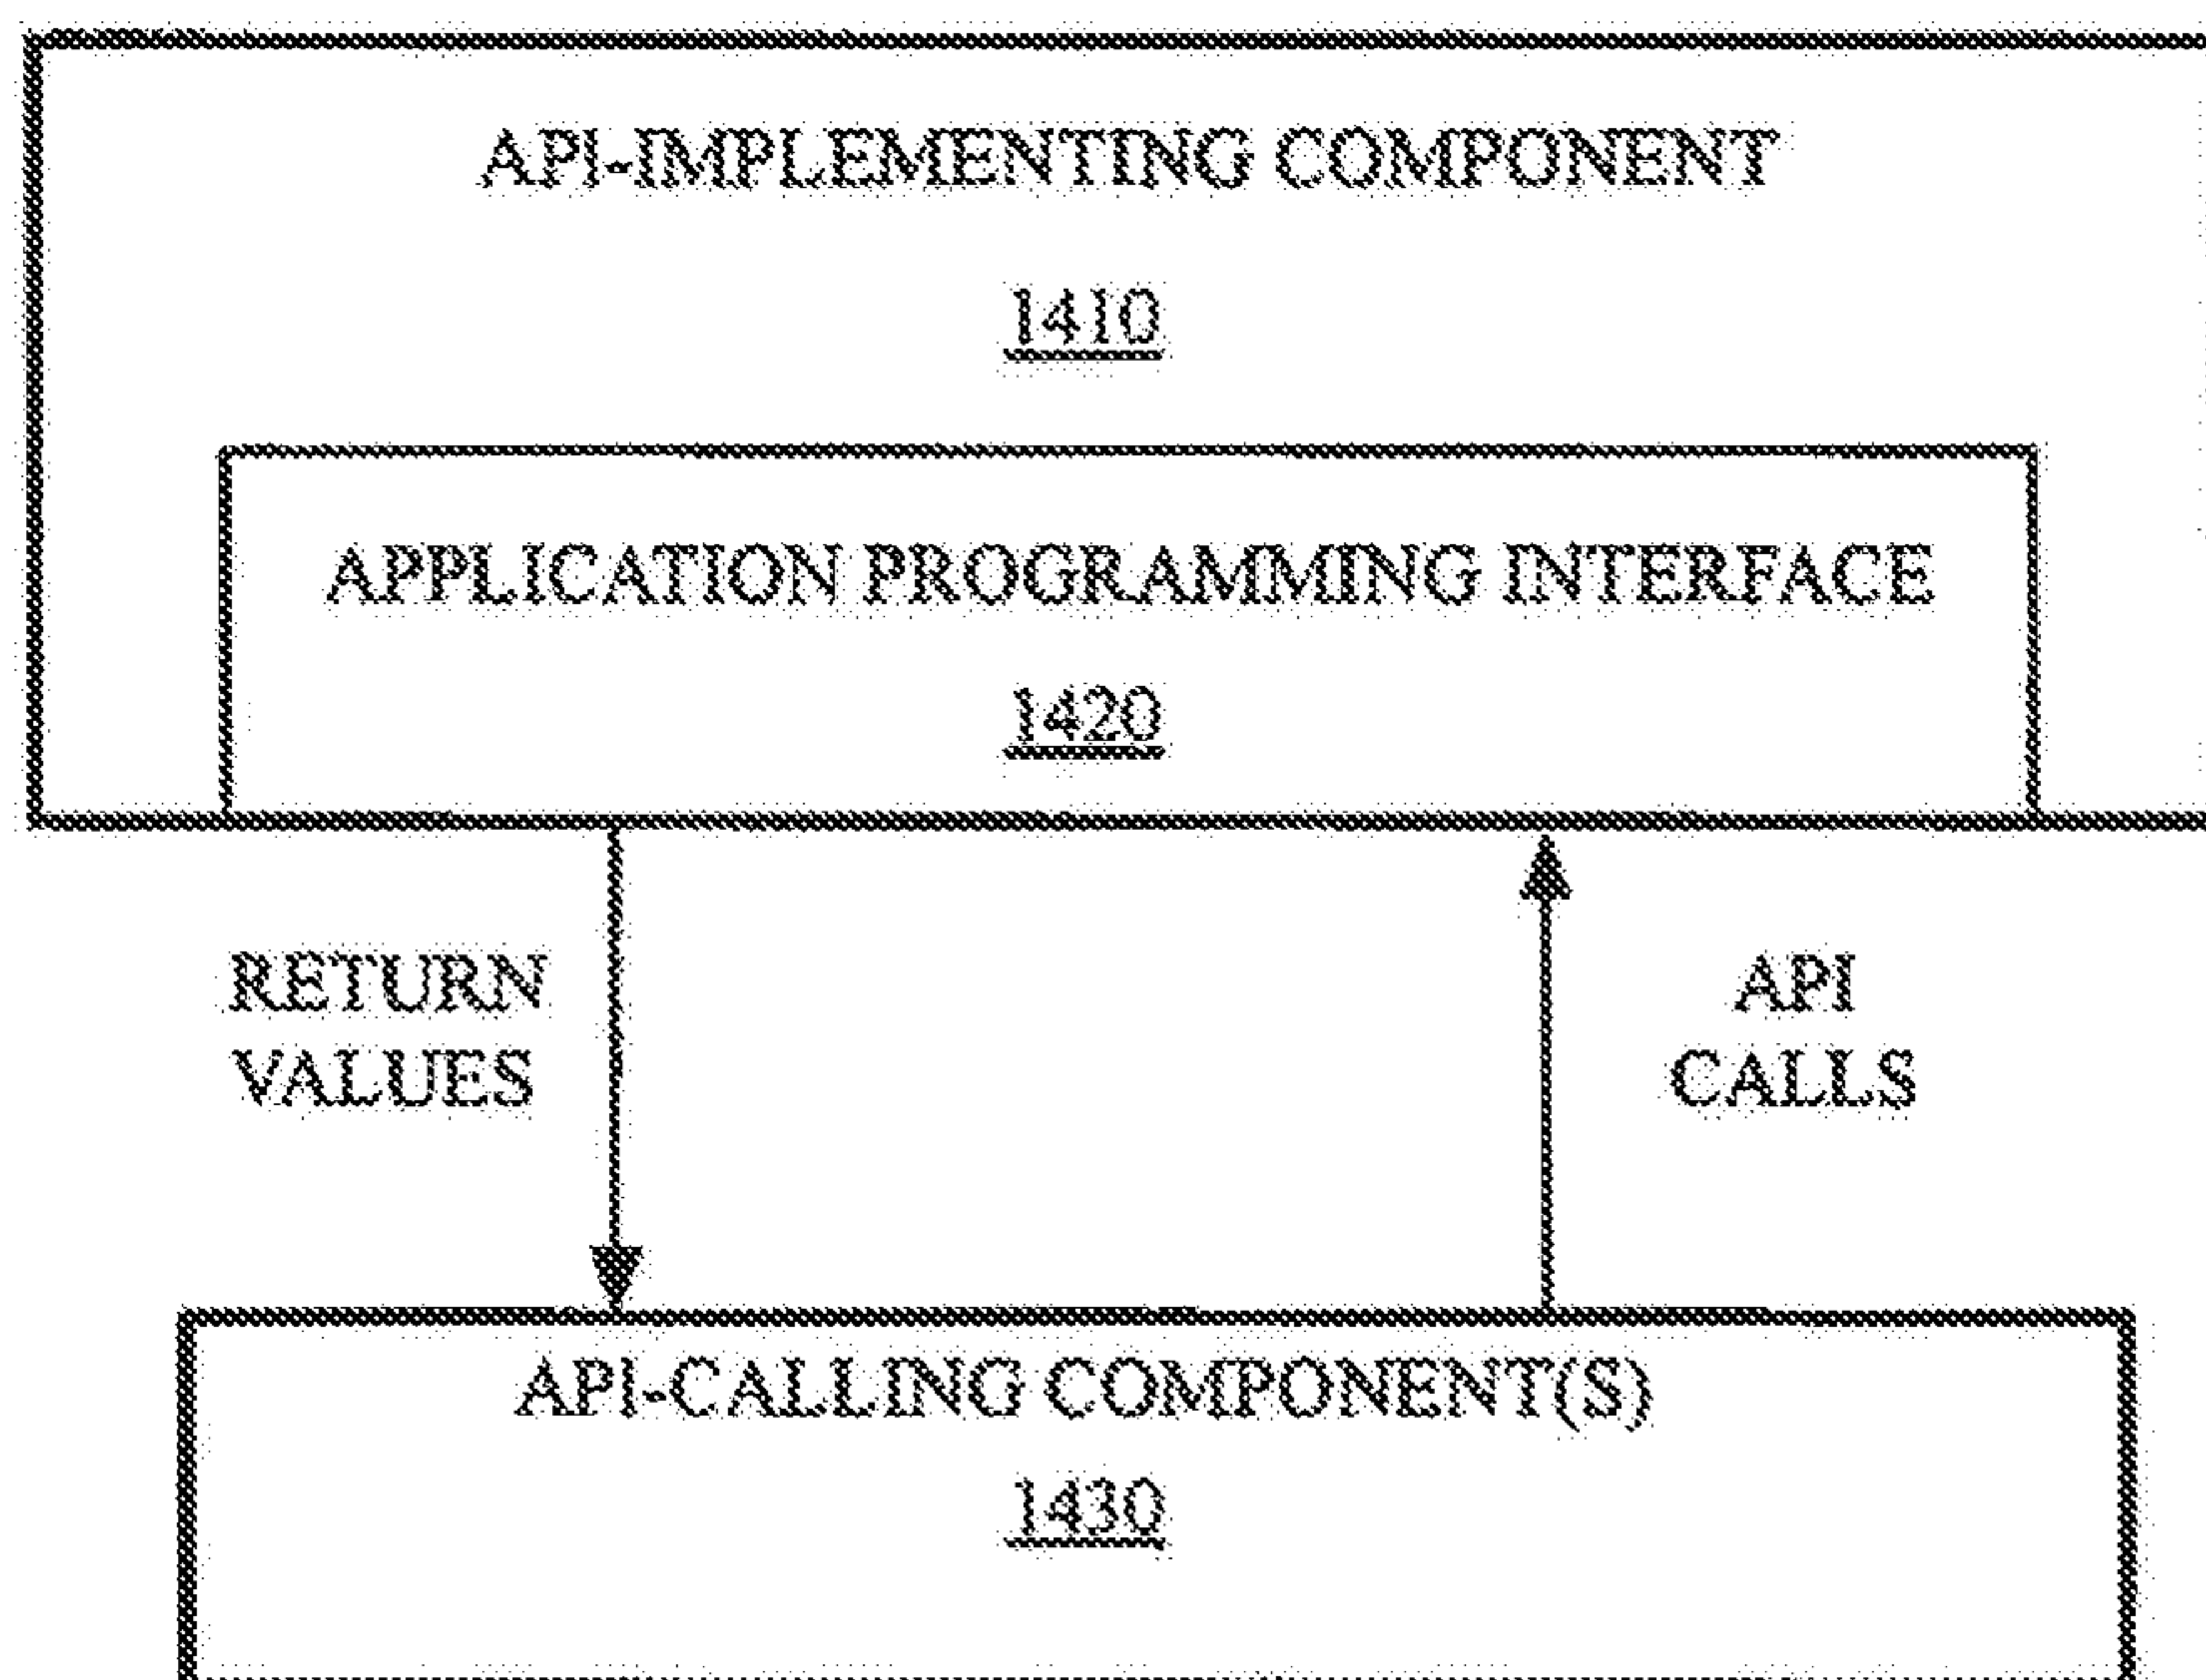 API-IMPLEMENTING COMPONENT
1410
APPLICATION PROGRAMMING INTERFACE
1420
RETURN
VALUES
API
CALLS
API-CALLING COMPONENT(S)
1430